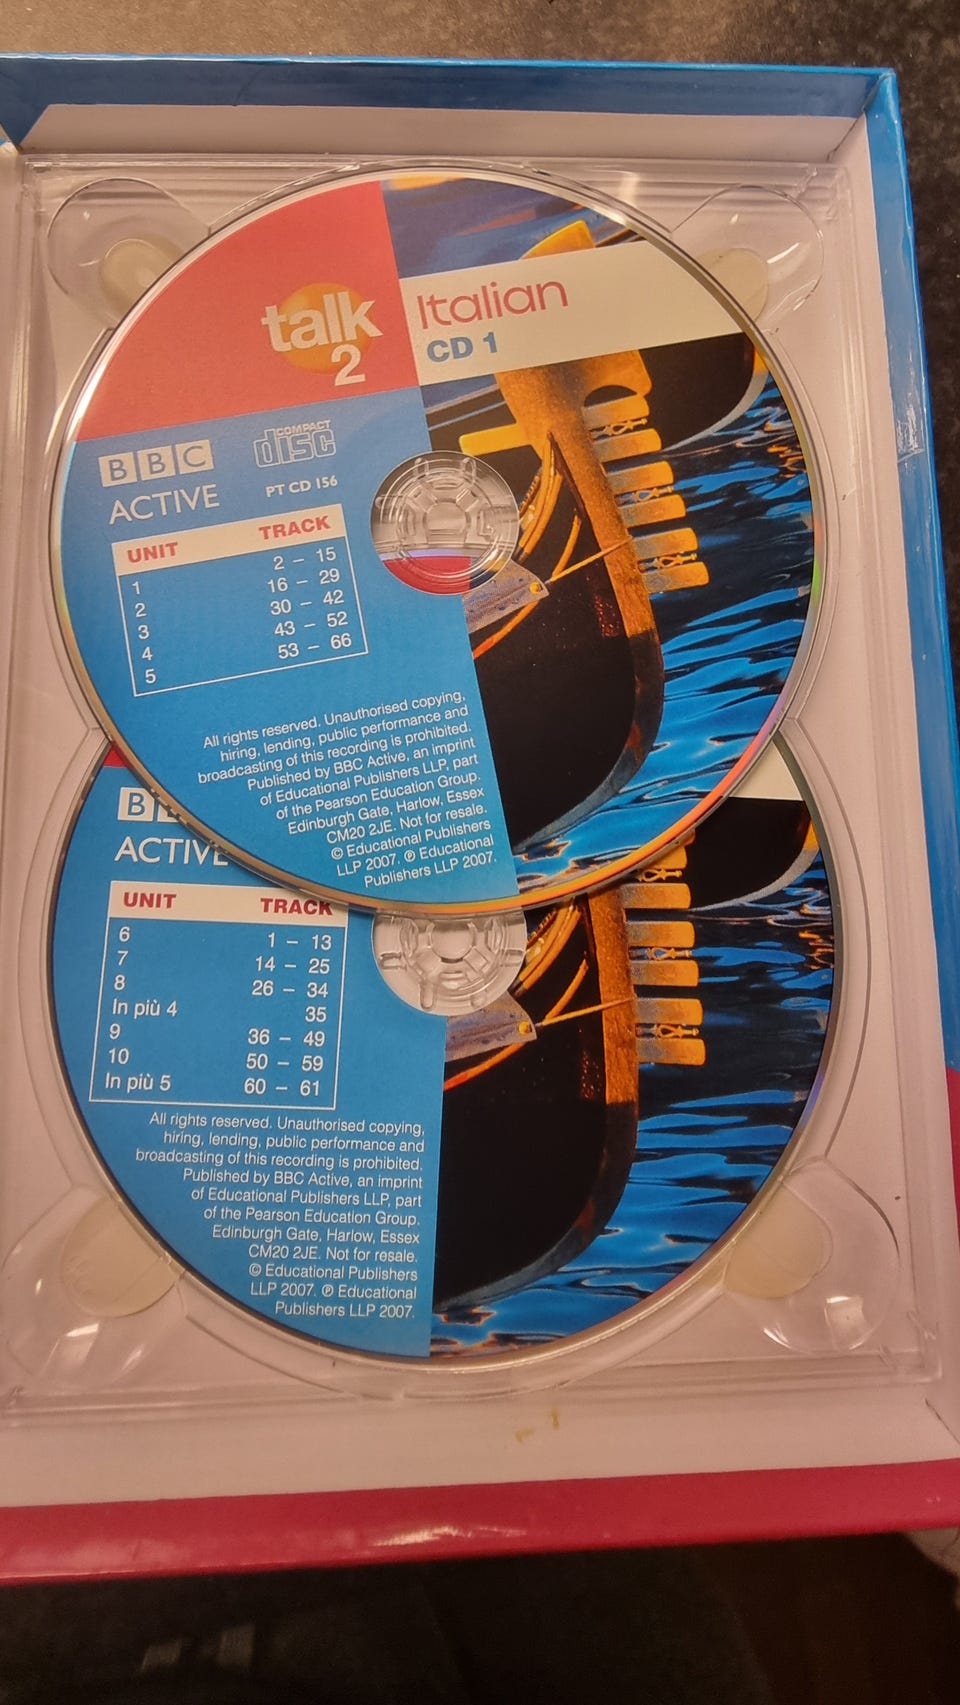 talk
2
Italian
CD 1
BBC
ACTIVE
COMPACT
disc
PT CD 156
UNIT TRACK
1 2 – 15
2 16 – 29
3 30 – 42
4 43 – 52
5 53 – 66
All rights reserved. Unauthorised copying,
hiring, lending, public performance and
broadcasting of this recording is prohibited.
Published by BBC Active, an imprint
of Educational Publishers LLP, part
of the Pearson Education Group.
Edinburgh Gate, Harlow, Essex
CM20 2JE. Not for resale.
© Educational Publishers
LLP 2007. ℗ Educational
Publishers LLP 2007.
B
ACTIVE
UNIT TRACK
6 1 – 13
7 14 – 25
8 26 – 34
In più 4 35
9 36 – 49
10 50 – 59
In più 5 60 – 61
All rights reserved. Unauthorised copying,
hiring, lending, public performance and
broadcasting of this recording is prohibited.
Published by BBC Active, an imprint
of Educational Publishers LLP, part
of the Pearson Education Group.
Edinburgh Gate, Harlow, Essex
CM20 2JE. Not for resale.
© Educational Publishers
LLP 2007. ℗ Educational
Publishers LLP 2007.